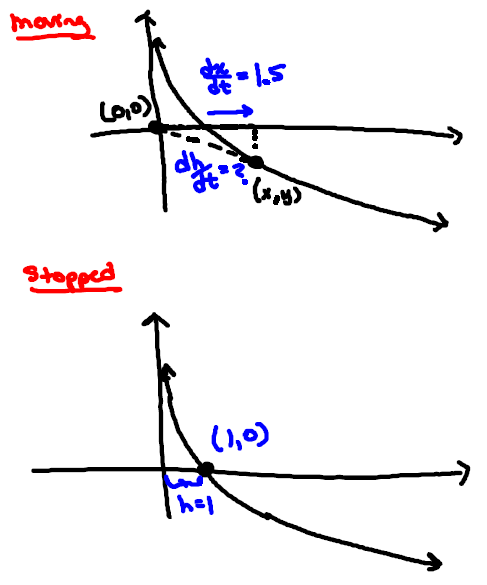 moving
dx/dt = 1.5
(0,0)
dh/dt = ?
(x,y)
Stopped
(1,0)
h=1